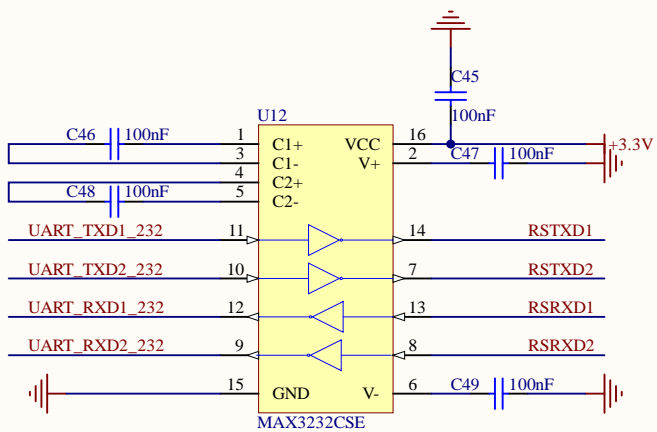 C45
100nF
U12
C46 100nF 1 C1+ VCC 16 +3.3V
3 C1- V+ 2 C47 100nF
4 C2+
C48 100nF 5 C2-
UART_TXD1_232 11 14 RSTXD1
UART_TXD2_232 10 7 RSTXD2
UART_RXD1_232 12 13 RSRXD1
UART_RXD2_232 9 8 RSRXD2
15 GND V- 6 C49 100nF
MAX3232CSE